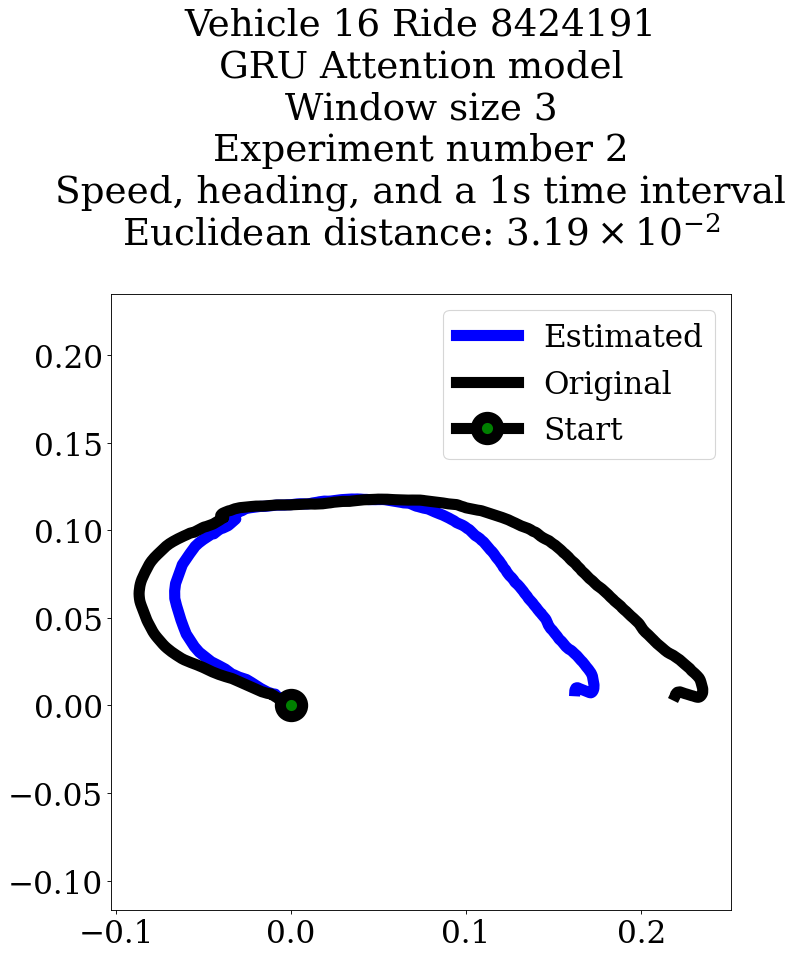 Vehicle 16 Ride 8424191
GRU Attention model
Window size 3
Experiment number 2
Speed, heading, and a 1s time interval
Euclidean distance: 3.19 × 10⁻²
Estimated
Original
Start
0.20
0.15
0.10
0.05
0.00
−0.05
−0.10
−0.1 0.0 0.1 0.2